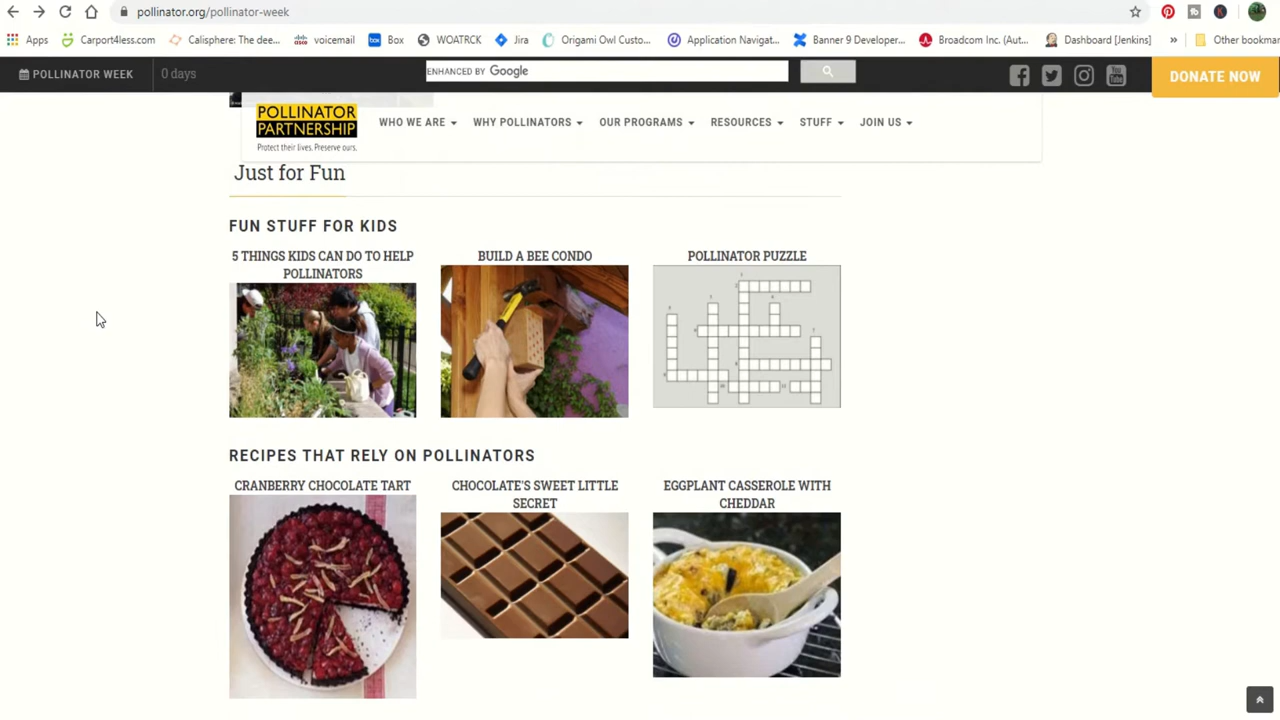 pollinator.org/pollinator-week
Apps Carport4less.com Calisphere: The dee... voicemail Box WOATRCK Jira Origami Owl Custo... Application Navigat... Banner 9 Developer... Broadcom Inc. (Aut... Dashboard [Jenkins] » Other bookmar
POLLINATOR WEEK 0 days ENHANCED BY Google DONATE NOW
POLLINATOR
PARTNERSHIP
Protect their lives. Preserve ours.
WHO WE ARE WHY POLLINATORS OUR PROGRAMS RESOURCES STUFF JOIN US
Just for Fun
FUN STUFF FOR KIDS
5 THINGS KIDS CAN DO TO HELP
POLLINATORS
BUILD A BEE CONDO
POLLINATOR PUZZLE
RECIPES THAT RELY ON POLLINATORS
CRANBERRY CHOCOLATE TART
CHOCOLATE'S SWEET LITTLE
SECRET
EGGPLANT CASSEROLE WITH
CHEDDAR